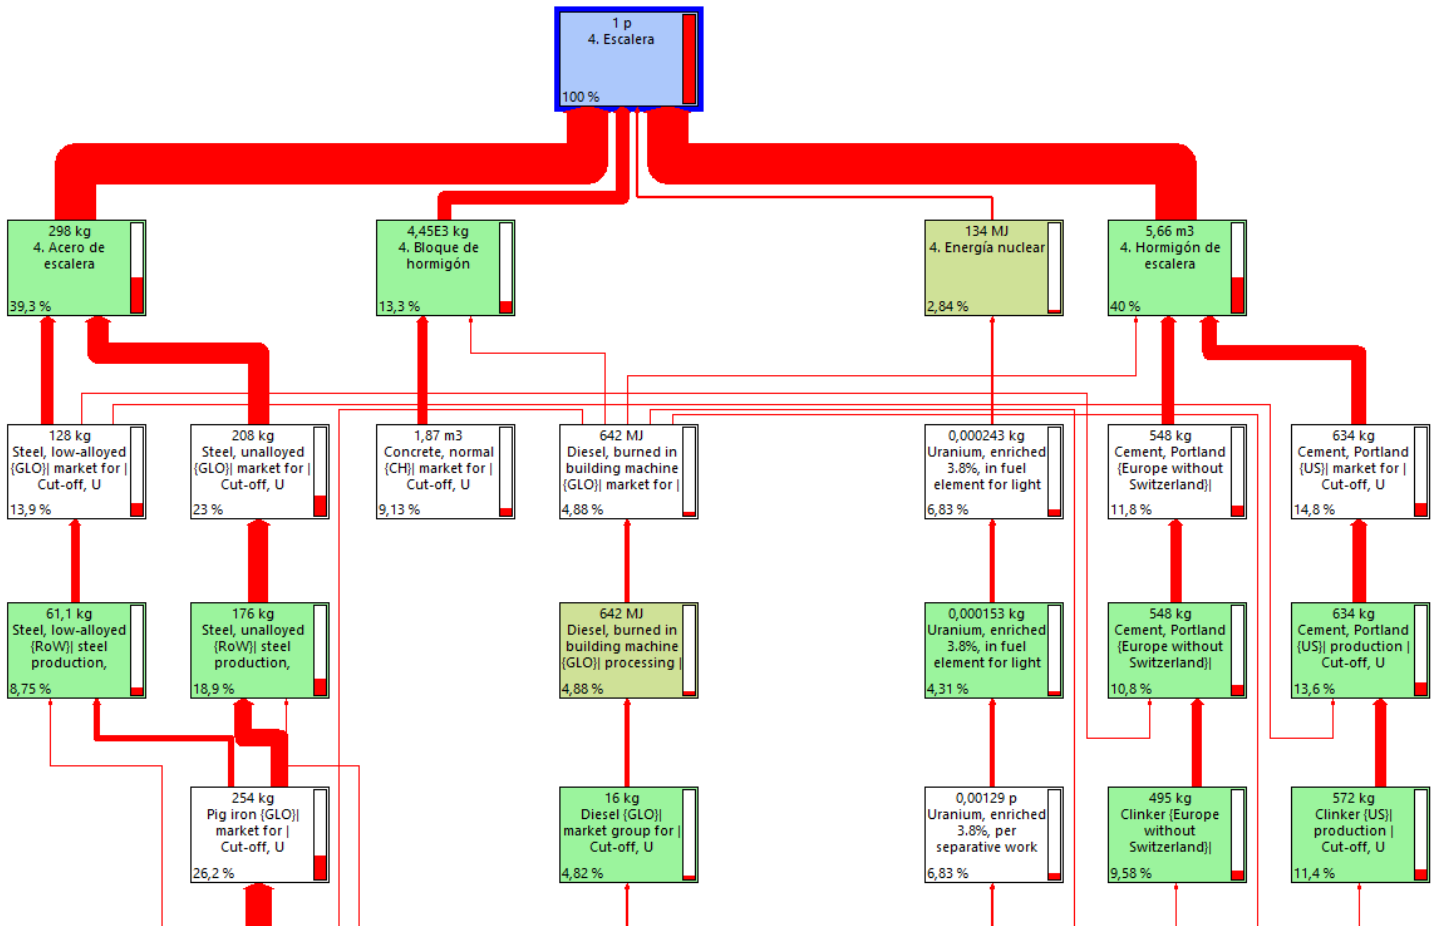 1 p
4. Escalera
100 %
298 kg
4. Acero de
escalera
39,3 %
4,45E3 kg
4. Bloque de
hormigón
13,3 %
134 MJ
4. Energía nuclear
2,84 %
5,66 m3
4. Hormigón de
escalera
40 %
128 kg
Steel, low-alloyed
{GLO}| market for |
Cut-off, U
13,9 %
208 kg
Steel, unalloyed
{GLO}| market for |
Cut-off, U
23 %
1,87 m3
Concrete, normal
{CH}| market for |
Cut-off, U
9,13 %
642 MJ
Diesel, burned in
building machine
{GLO}| market for |
4,88 %
0,000243 kg
Uranium, enriched
3.8%, in fuel
element for light
6,83 %
548 kg
Cement, Portland
{Europe without
Switzerland}|
11,8 %
634 kg
Cement, Portland
{US}| market for |
Cut-off, U
14,8 %
61,1 kg
Steel, low-alloyed
{RoW}| steel
production,
8,75 %
176 kg
Steel, unalloyed
{RoW}| steel
production,
18,9 %
642 MJ
Diesel, burned in
building machine
{GLO}| processing |
4,88 %
0,000153 kg
Uranium, enriched
3.8%, in fuel
element for light
4,31 %
548 kg
Cement, Portland
{Europe without
Switzerland}|
10,8 %
634 kg
Cement, Portland
{US}| production |
Cut-off, U
13,6 %
254 kg
Pig iron {GLO}|
market for |
Cut-off, U
26,2 %
16 kg
Diesel {GLO}|
market group for |
Cut-off, U
4,82 %
0,00129 p
Uranium, enriched
3.8%, per
separative work
6,83 %
495 kg
Clinker {Europe
without
Switzerland}|
9,58 %
572 kg
Clinker {US}|
production |
Cut-off, U
11,4 %